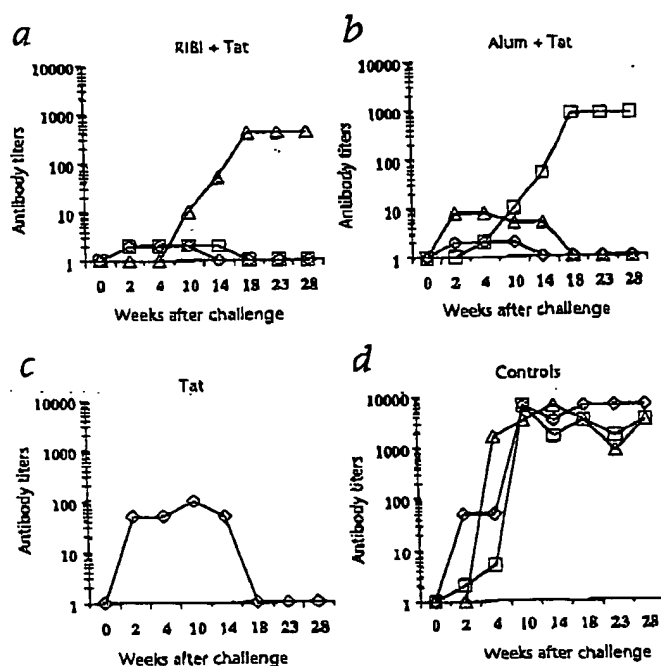 a
RIBI + Tat
10000
1000
100
10
1
Antibody titers
0 2 4 10 14 18 23 28
Weeks after challenge
b
Alum + Tat
10000
1000
100
10
1
Antibody titers
0 2 4 10 14 18 23 28
Weeks after challenge
c
Tat
10000
1000
100
10
1
Antibody titers
0 2 4 10 14 18 23 28
Weeks after challenge
d
Controls
10000
1000
100
10
1
Antibody titers
0 2 4 10 14 18 23 28
Weeks after challenge